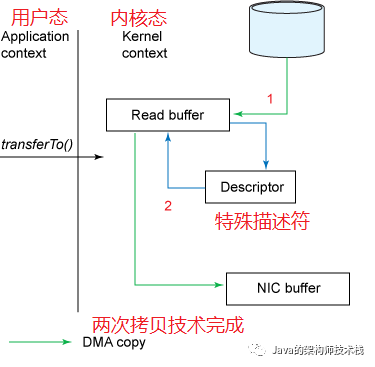 用户态
Application
context
内核态
Kernel
context
1
Read buffer
transferTo()
Descriptor
2
特殊描述符
NIC buffer
两次拷贝技术完成
DMA copy
Java的架构师技术栈